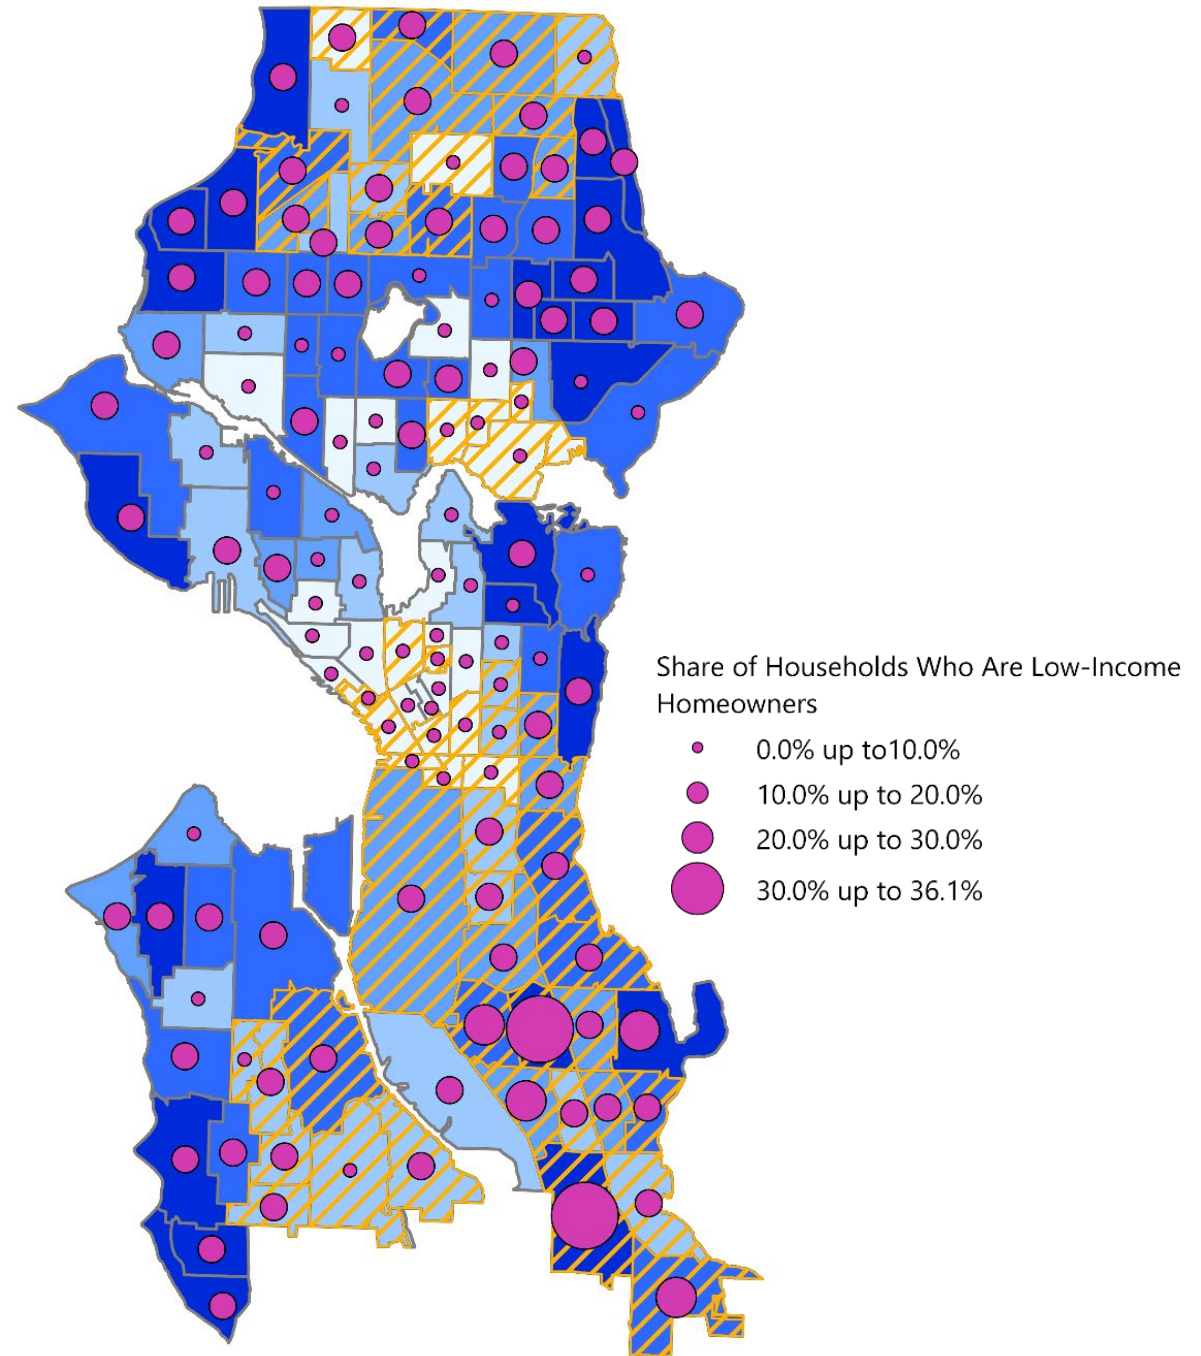 Share of Households Who Are Low-Income
Homeowners
0.0% up to10.0%
10.0% up to 20.0%
20.0% up to 30.0%
30.0% up to 36.1%